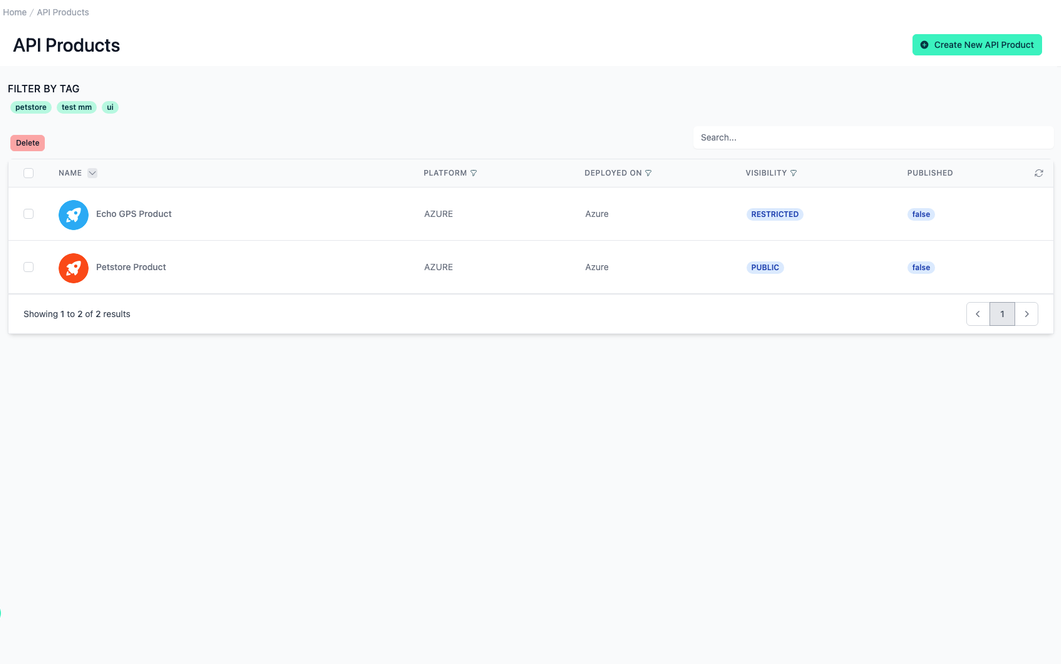 Home / API Products
API Products
Create New API Product
FILTER BY TAG
petstore test mm ui
Delete
Search...
NAME PLATFORM DEPLOYED ON VISIBILITY PUBLISHED
Echo GPS Product AZURE Azure RESTRICTED false
Petstore Product AZURE Azure PUBLIC false
Showing 1 to 2 of 2 results
1